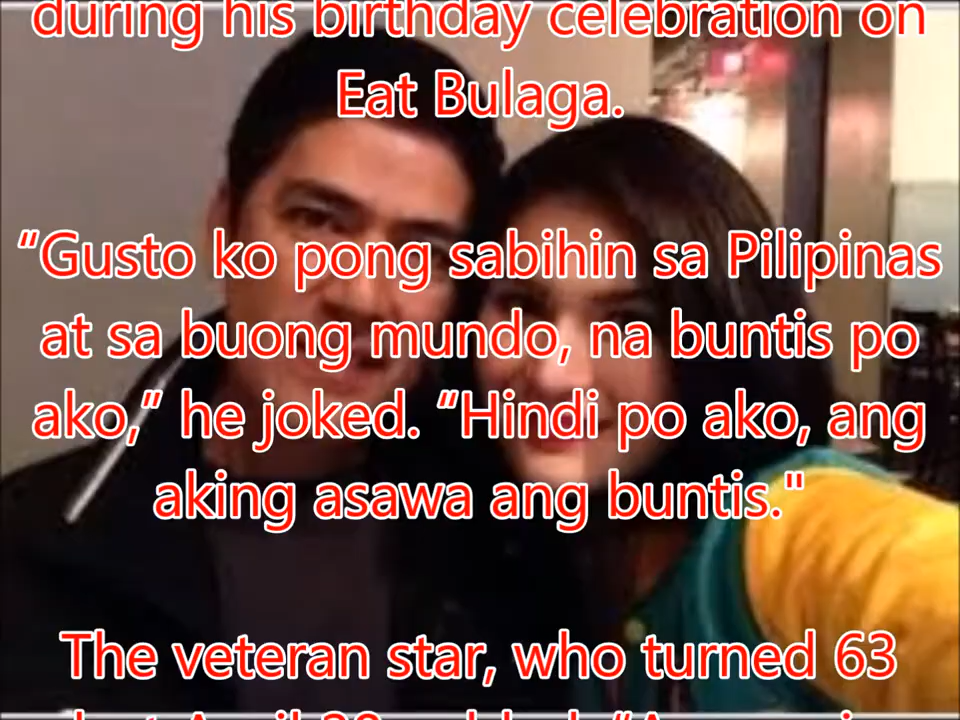 during his birthday celebration on
Eat Bulaga.
“Gusto ko pong sabihin sa Pilipinas
at sa buong mundo, na buntis po
ako,” he joked. “Hindi po ako, ang
aking asawa ang buntis."
The veteran star, who turned 63